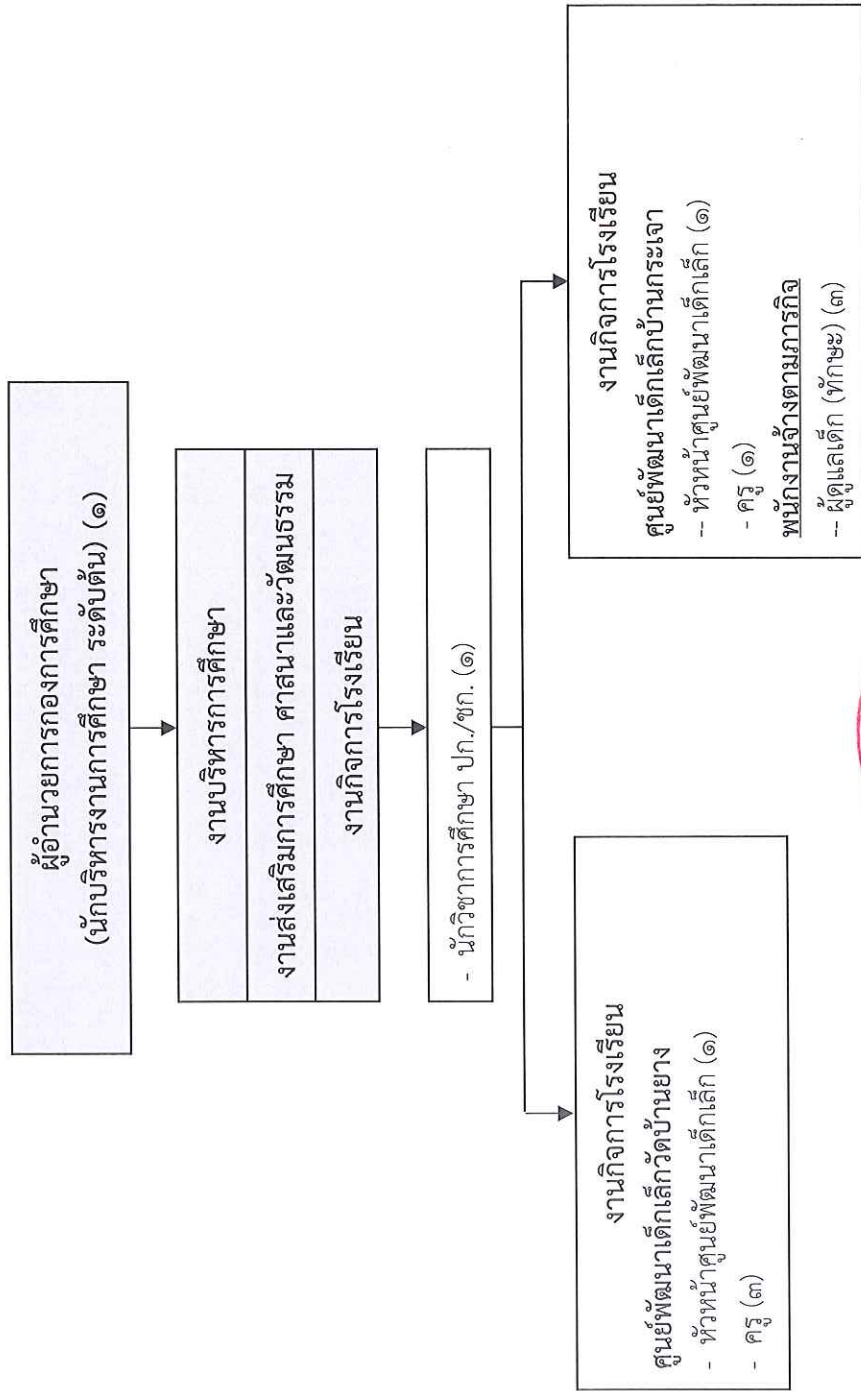 ผู้อำนวยการกองการศึกษา
(นักบริหารงานการศึกษา ระดับต้น) (๑)
งานบริหารการศึกษา
งานส่งเสริมการศึกษา ศาสนาและวัฒนธรรม
งานกิจการโรงเรียน
- นักวิชาการศึกษา ปก./ชก. (๑)
งานกิจการโรงเรียน
ศูนย์พัฒนาเด็กเล็กวัดบ้านยาง
- หัวหน้าศูนย์พัฒนาเด็กเล็ก (๑)
- ครู (๓)
งานกิจการโรงเรียน
ศูนย์พัฒนาเด็กเล็กบ้านกระเจา
-- หัวหน้าศูนย์พัฒนาเด็กเล็ก (๑)
- ครู (๑)
พนักงานจ้างตามภารกิจ
-- ผู้ดูแลเด็ก (ทักษะ) (๓)